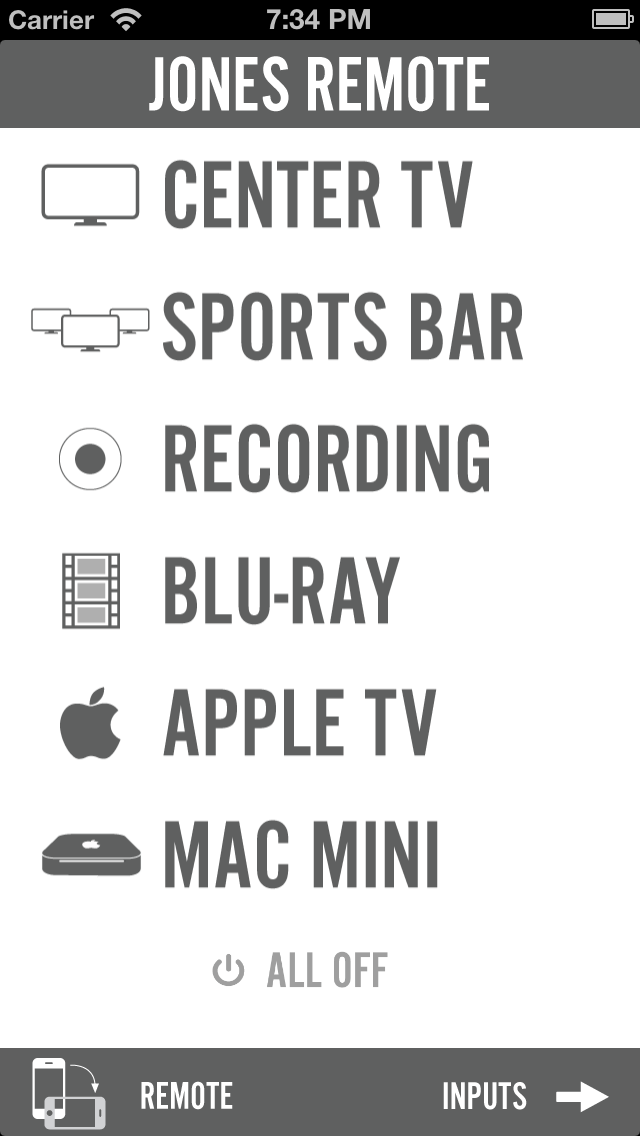 Carrier 7:34 PM
JONES REMOTE
CENTER TV
SPORTS BAR
RECORDING
BLU-RAY
APPLE TV
MAC MINI
ALL OFF
REMOTE INPUTS